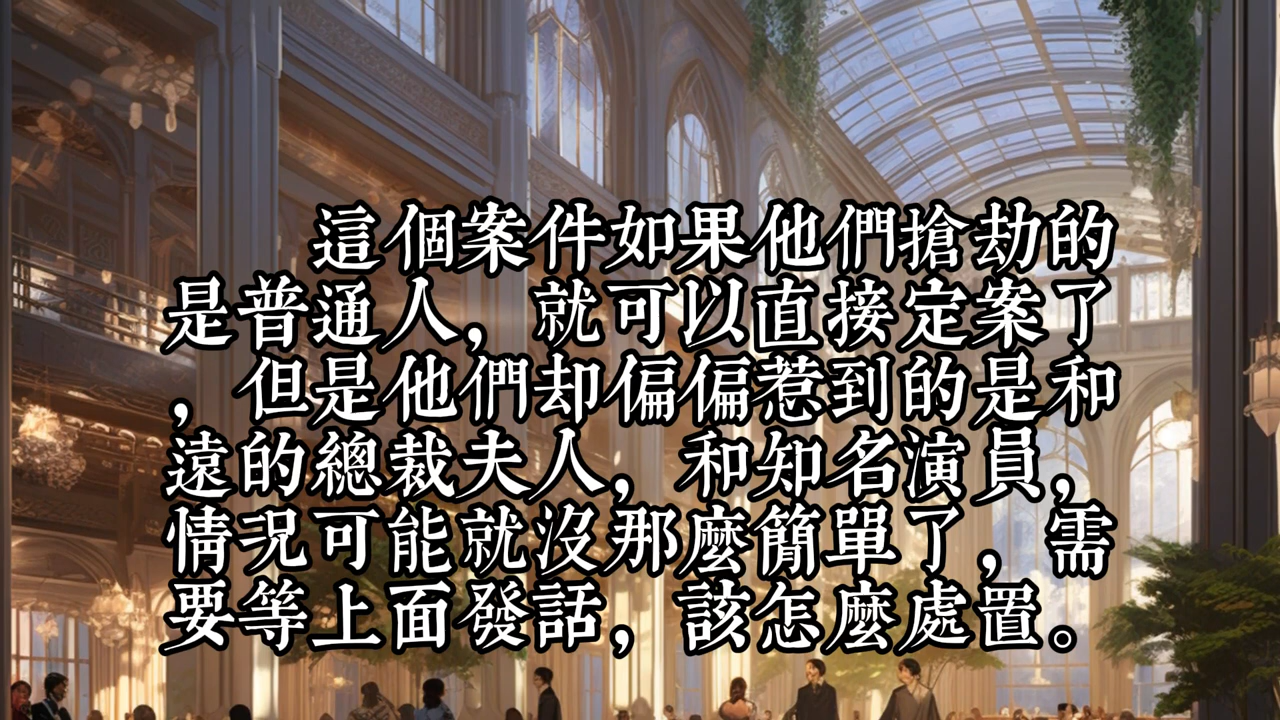 這個案件如果他們搶劫的
是普通人，就可以直接定案了
，但是他們却偏偏惹到的是和
遠的總裁夫人，和知名演員，
情況可能就沒那麼簡單了，需
要等上面發話，該怎麼處置。